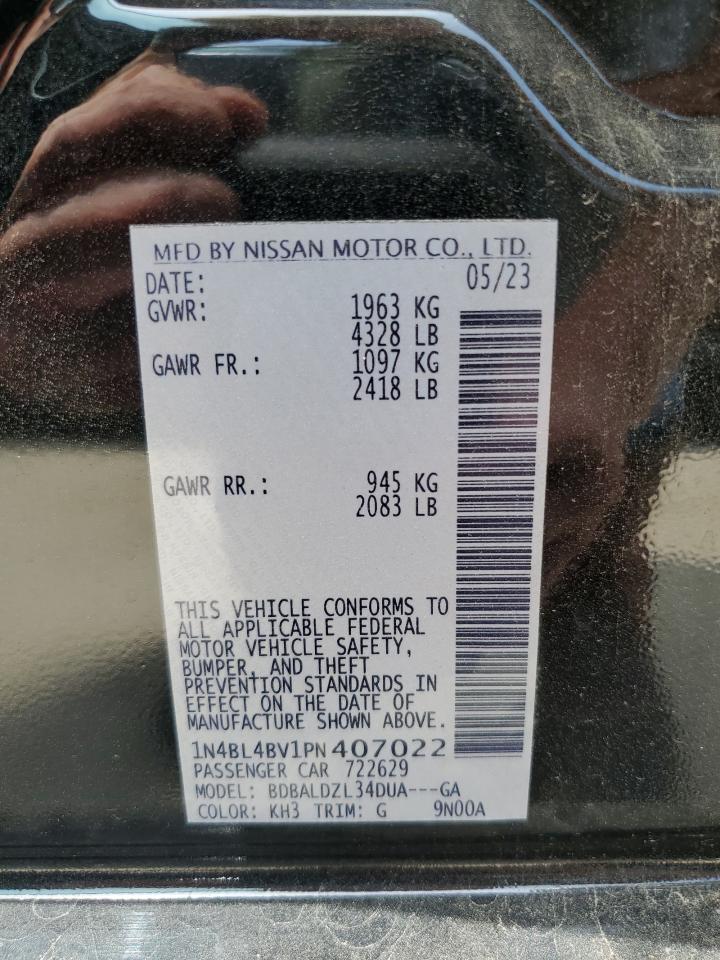 MFD BY NISSAN MOTOR CO., LTD.
DATE: 05/23
GVWR: 1963 KG
4328 LB
GAWR FR.: 1097 KG
2418 LB
GAWR RR.: 945 KG
2083 LB
THIS VEHICLE CONFORMS TO
ALL APPLICABLE FEDERAL
MOTOR VEHICLE SAFETY,
BUMPER, AND THEFT
PREVENTION STANDARDS IN
EFFECT ON THE DATE OF
MANUFACTURE SHOWN ABOVE.
1N4BL4BV1PN407022
PASSENGER CAR 722629
MODEL: BDBALDZL34DUA---GA
COLOR: KH3 TRIM: G 9N00A